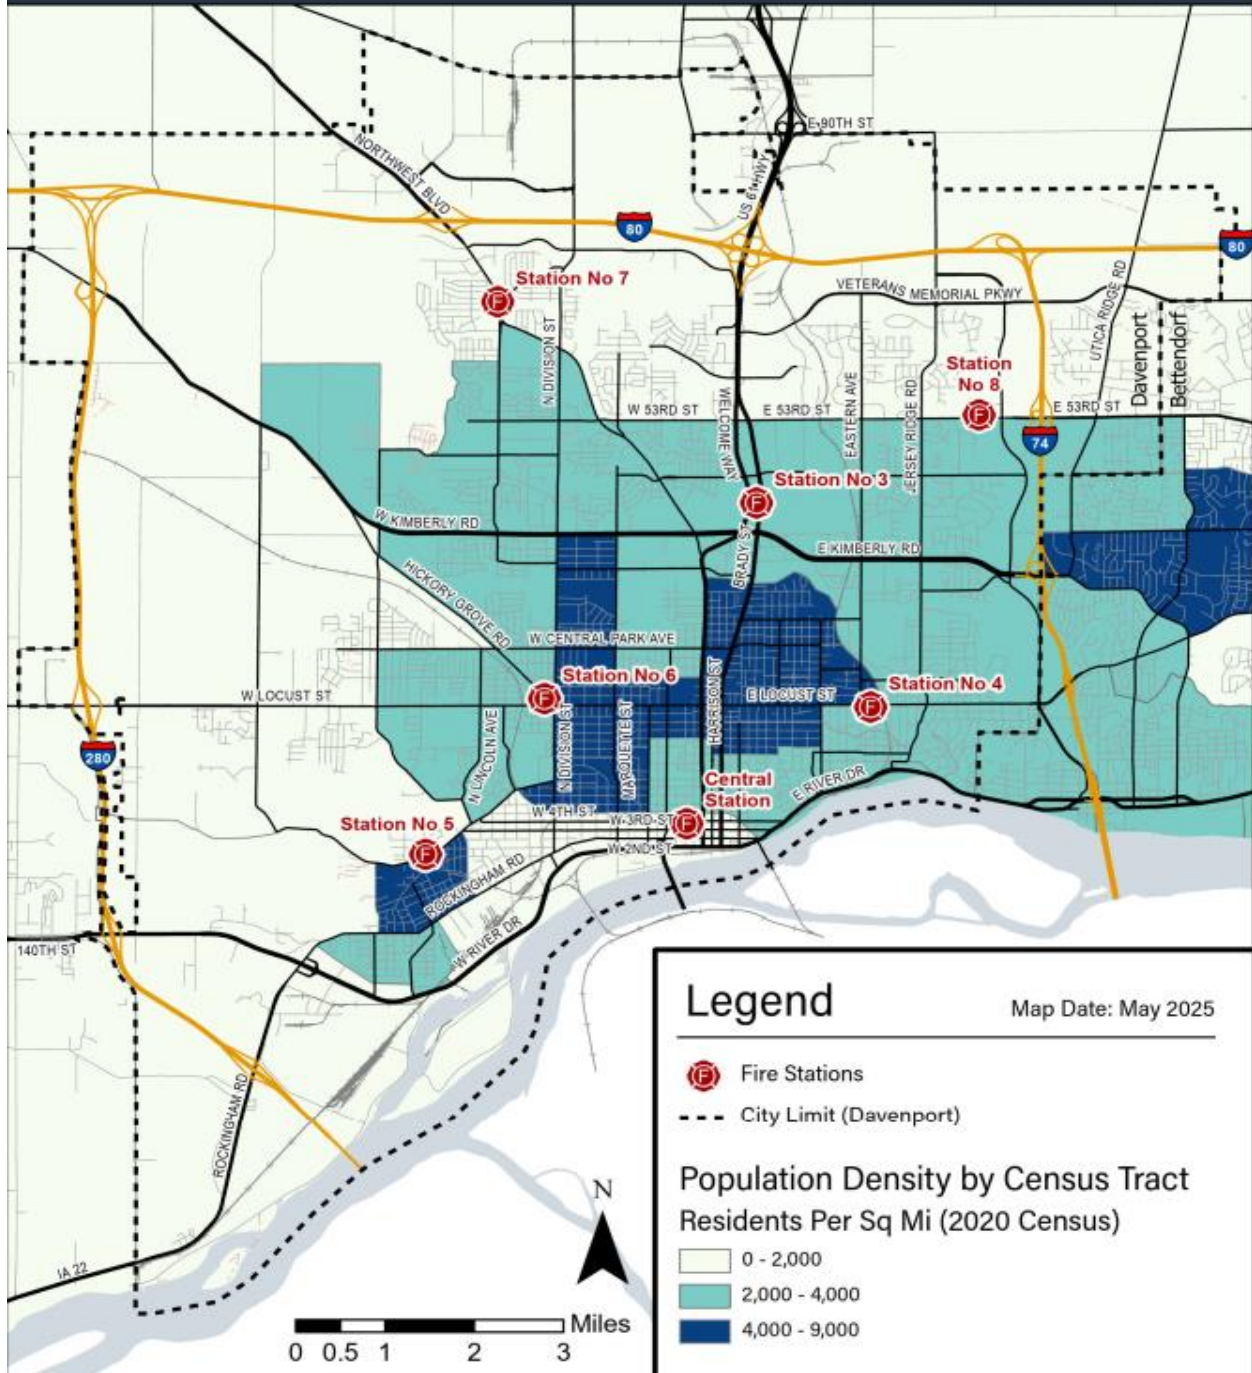 E 90TH ST
NORTHWEST BLVD
US 61 HWY
80
80
Station No 7
VETERANS MEMORIAL PKWY
UTICA RIDGE RD
Davenport
Bettendorf
N DIVISION ST
Station
No 8
WELCOME WAY
EASTERN AVE
JERSEY RIDGE RD
W 53RD ST
E 53RD ST
E 53RD ST
74
Station No 3
W KIMBERLY RD
E KIMBERLY RD
BRADY ST
HICKORY GROVE RD
W CENTRAL PARK AVE
Station No 6
HARRISON ST
Station No 4
W LOCUST ST
E LOCUST ST
N LINCOLN AVE
N DIVISION ST
MARQUETTE ST
280
Central
Station
E RIVER DR
W 4TH ST
W 3RD ST
Station No 5
W 2ND ST
ROCKINGHAM RD
W RIVER DR
140TH ST
ROCKINGHAM RD
IA 22
N
Miles
0 0.5 1 2 3
Legend
Map Date: May 2025
F Fire Stations
City Limit (Davenport)
Population Density by Census Tract
Residents Per Sq Mi (2020 Census)
0 - 2,000
2,000 - 4,000
4,000 - 9,000